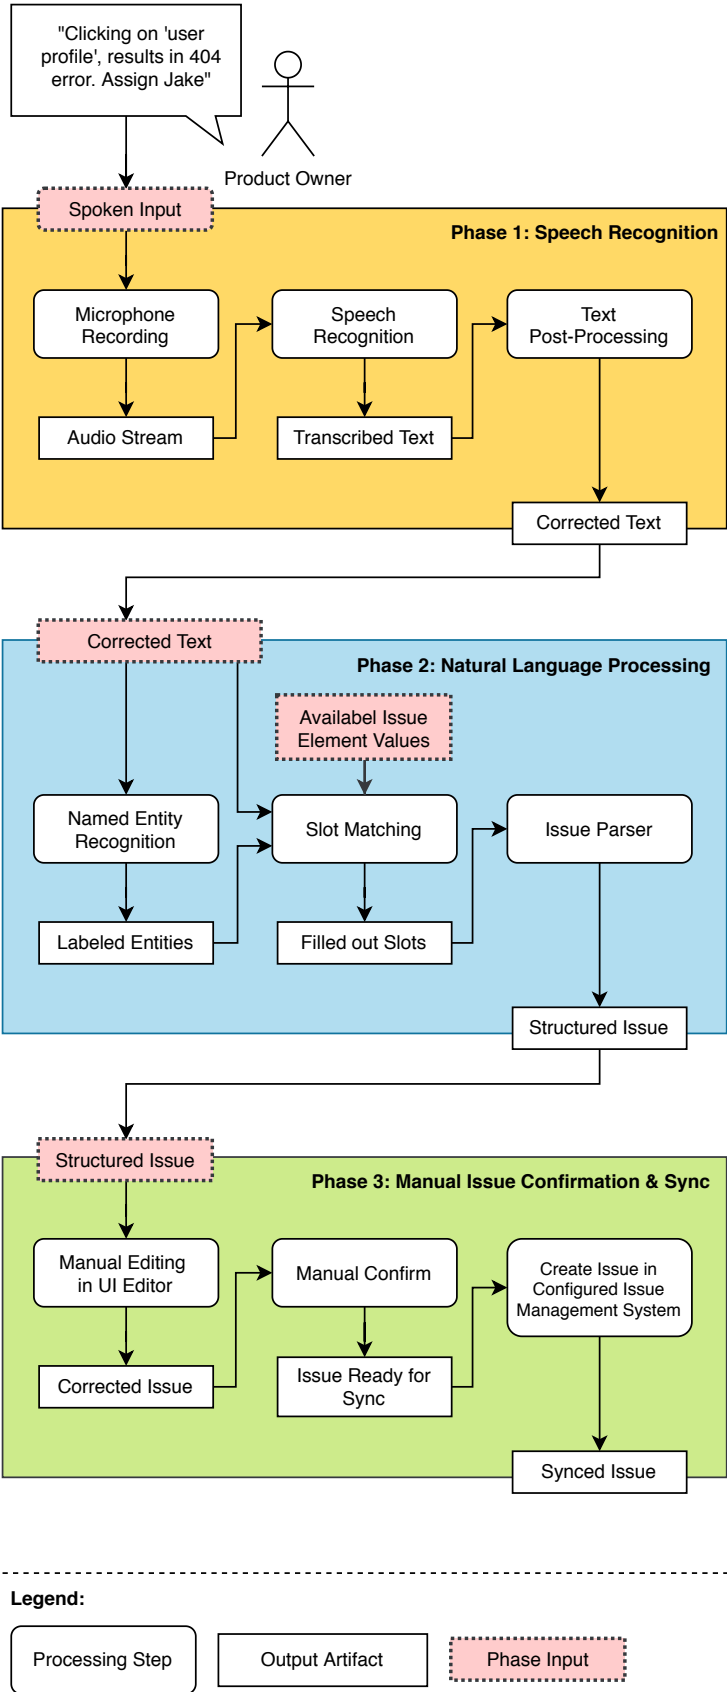 "Clicking on 'user
profile', results in 404
error. Assign Jake"
Product Owner
Spoken Input
Phase 1: Speech Recognition
Microphone
Recording
Speech
Recognition
Text
Post-Processing
Audio Stream
Transcribed Text
Corrected Text
Corrected Text
Phase 2: Natural Language Processing
Availabel Issue
Element Values
Named Entity
Recognition
Slot Matching
Issue Parser
Labeled Entities
Filled out Slots
Structured Issue
Structured Issue
Phase 3: Manual Issue Confirmation & Sync
Manual Editing
in UI Editor
Manual Confirm
Create Issue in
Configured Issue
Management System
Corrected Issue
Issue Ready for
Sync
Synced Issue
Legend:
Processing Step
Output Artifact
Phase Input